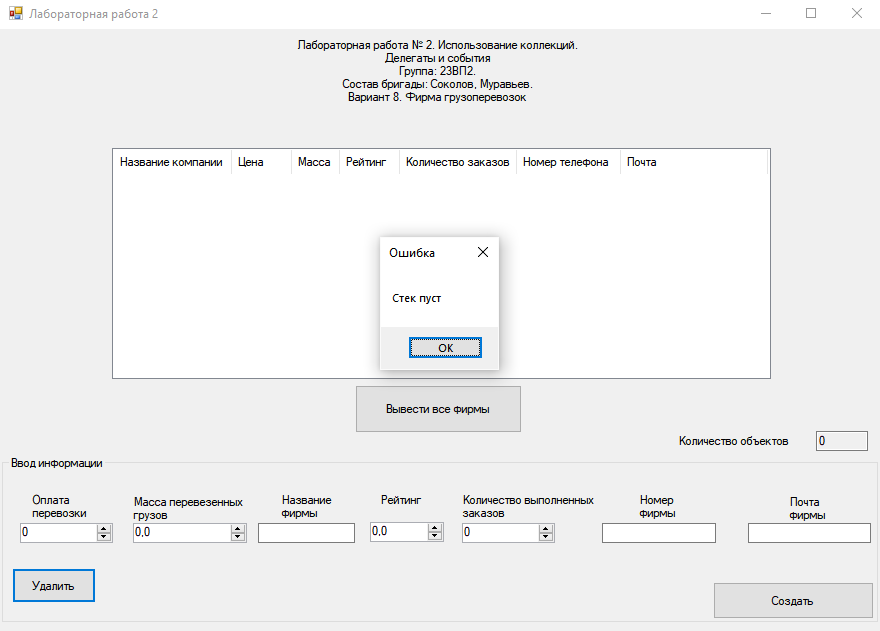 Лабораторная работа 2
Лабораторная работа № 2. Использование коллекций.
Делегаты и события
Группа: 23ВП2.
Состав бригады: Соколов, Муравьев.
Вариант 8. Фирма грузоперевозок
Название компании Цена Масса Рейтинг Количество заказов Номер телефона Почта
Ошибка
Стек пуст
OK
Вывести все фирмы
Количество объектов 0
Ввод информации
Оплата
перевозки
0
Масса перевезенных
грузов
0,0
Название
фирмы
Рейтинг
0,0
Количество выполненных
заказов
0
Номер
фирмы
Почта
фирмы
Удалить
Создать